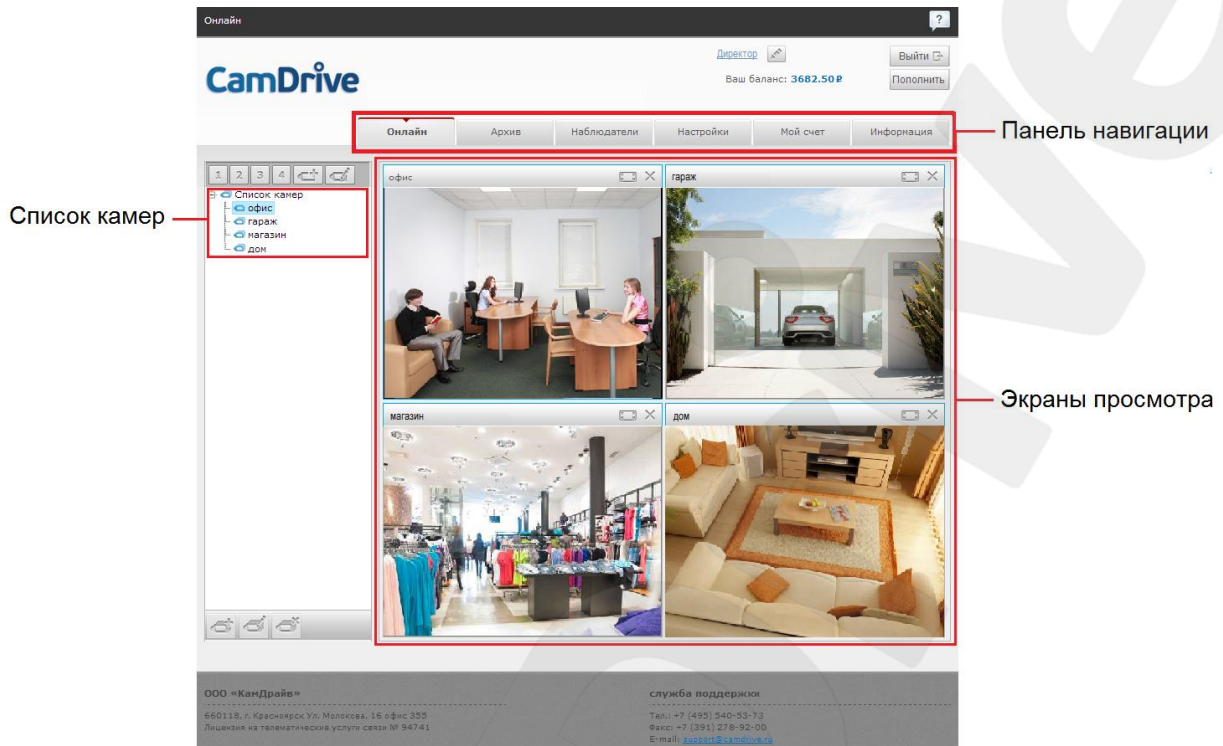 Онлайн
?
CamDrive
Директор
Выйти
Ваш баланс: 3682.50₽
Пополнить
Онлайн
Архив
Наблюдатели
Настройки
Мой счет
Информация
Панель навигации
1 2 3 4
Список камер
офис
гараж
магазин
дом
Список камер
офис
гараж
магазин
дом
Экраны просмотра
ООО «КамДрайв»
660118, г. Красноярск Ул. Молокова, 16 офис 355
Лицензия на телематические услуги связи № 94741
служба поддержки
Тел.: +7 (495) 540-53-73
Факс: +7 (391) 278-92-00
E-mail: support@camdrive.ru